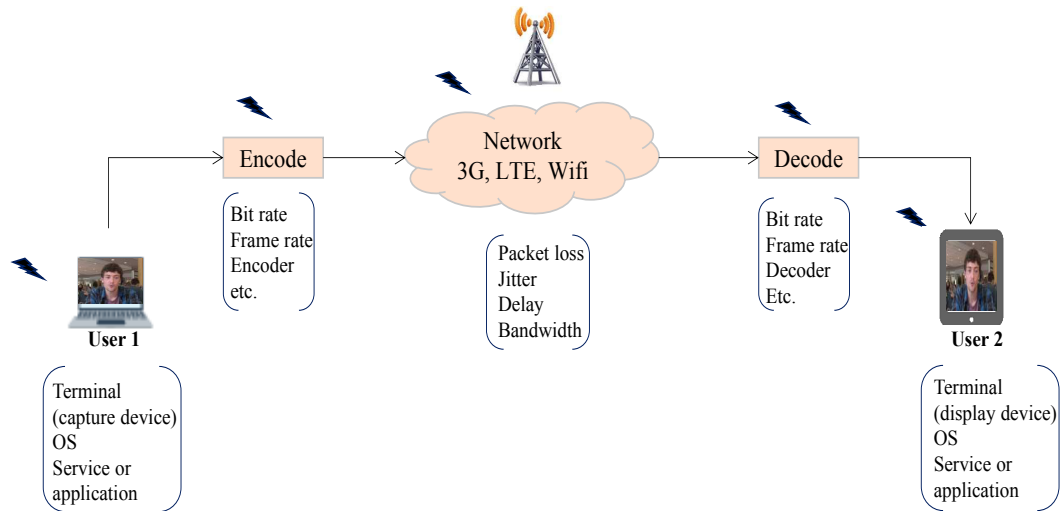 Encode
Network
3G, LTE, Wifi
Decode
Bit rate
Frame rate
Encoder
etc.
Packet loss
Jitter
Delay
Bandwidth
Bit rate
Frame rate
Decoder
Etc.
User 1
User 2
Terminal
(capture device)
OS
Service or
application
Terminal
(display device)
OS
Service or
application